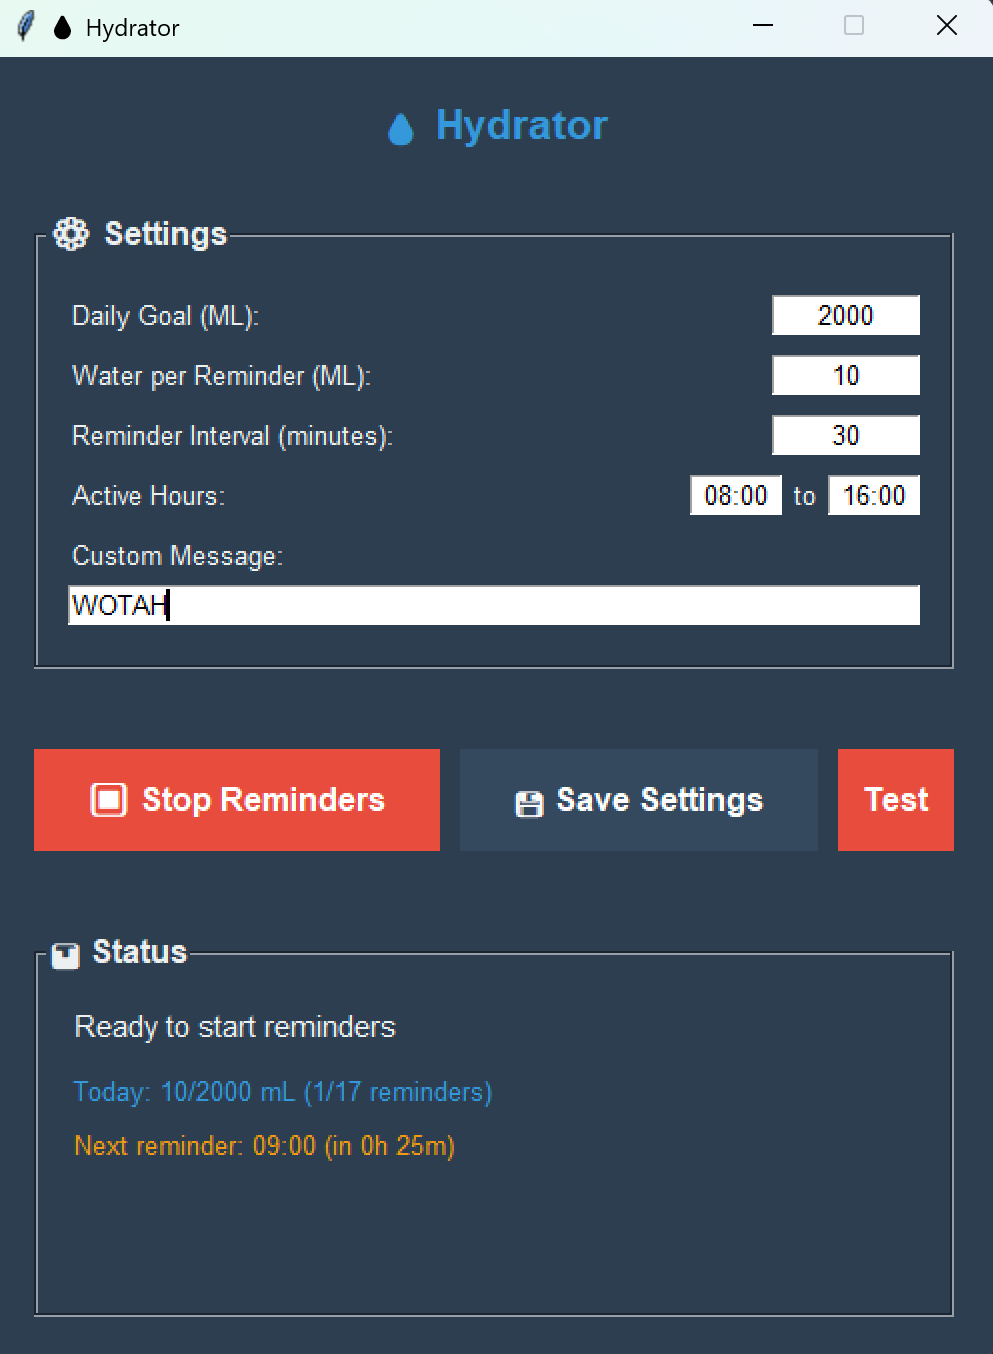 Hydrator
Hydrator
Settings
Daily Goal (ML): 2000
Water per Reminder (ML): 10
Reminder Interval (minutes): 30
Active Hours: 08:00 to 16:00
Custom Message:
WOTAH
Stop Reminders Save Settings Test
Status
Ready to start reminders
Today: 10/2000 mL (1/17 reminders)
Next reminder: 09:00 (in 0h 25m)